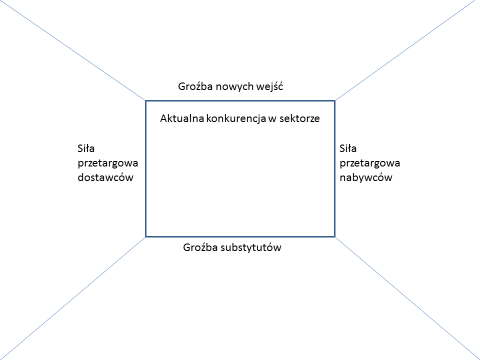 Groźba nowych wejść
Aktualna konkurencja w sektorze
Siła
przetargowa
dostawców
Siła
przetargowa
nabywców
Groźba substytutów